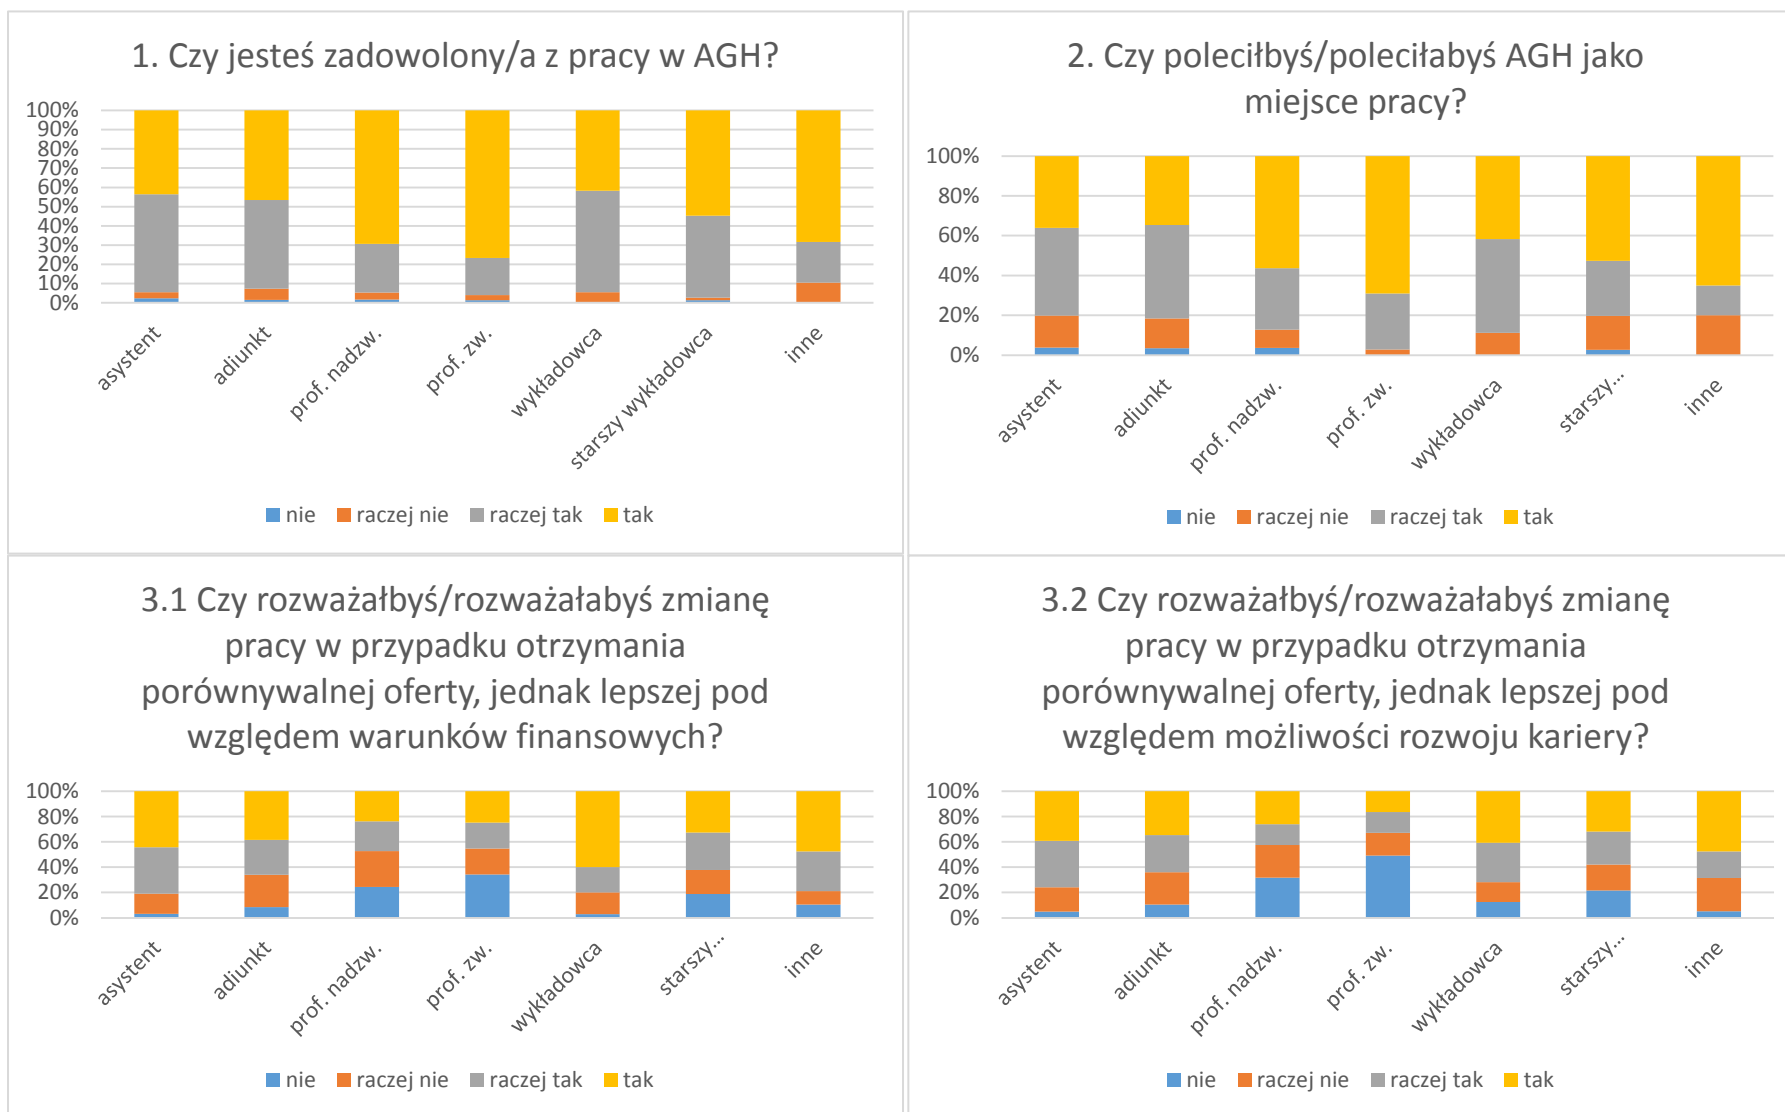 1. Czy jesteś zadowolony/a z pracy w AGH?
100%
90%
80%
70%
60%
50%
40%
30%
20%
10%
0%
asystent
adiunkt
prof. nadzw.
prof. zw.
wykładowca
starszy wykładowca
inne
nie raczej nie raczej tak tak
2. Czy poleciłbyś/poleciłabyś AGH jako
miejsce pracy?
100%
80%
60%
40%
20%
0%
asystent
adiunkt
prof. nadzw.
prof. zw.
wykładowca
starszy...
inne
nie raczej nie raczej tak tak
3.1 Czy rozważałbyś/rozważałabyś zmianę
pracy w przypadku otrzymania
porównywalnej oferty, jednak lepszej pod
względem warunków finansowych?
100%
80%
60%
40%
20%
0%
asystent
adiunkt
prof. nadzw.
prof. zw.
wykładowca
starszy...
inne
nie raczej nie raczej tak tak
3.2 Czy rozważałbyś/rozważałabyś zmianę
pracy w przypadku otrzymania
porównywalnej oferty, jednak lepszej pod
względem możliwości rozwoju kariery?
100%
80%
60%
40%
20%
0%
asystent
adiunkt
prof. nadzw.
prof. zw.
wykładowca
starszy...
inne
nie raczej nie raczej tak tak